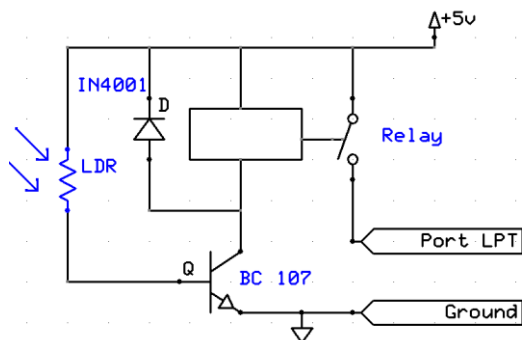 +5v
IN4001
D
Relay
LDR
Port LPT
Q
BC 107
Ground